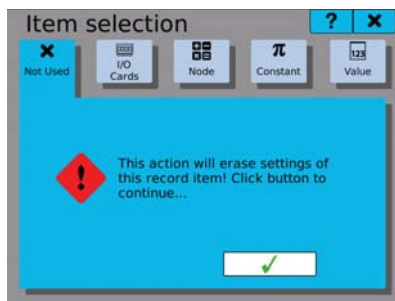 Item selection
?
Not Used
I/O
Cards
Node
π
Constant
123
Value
This action will erase settings of
this record item! Click button to
continue...
!